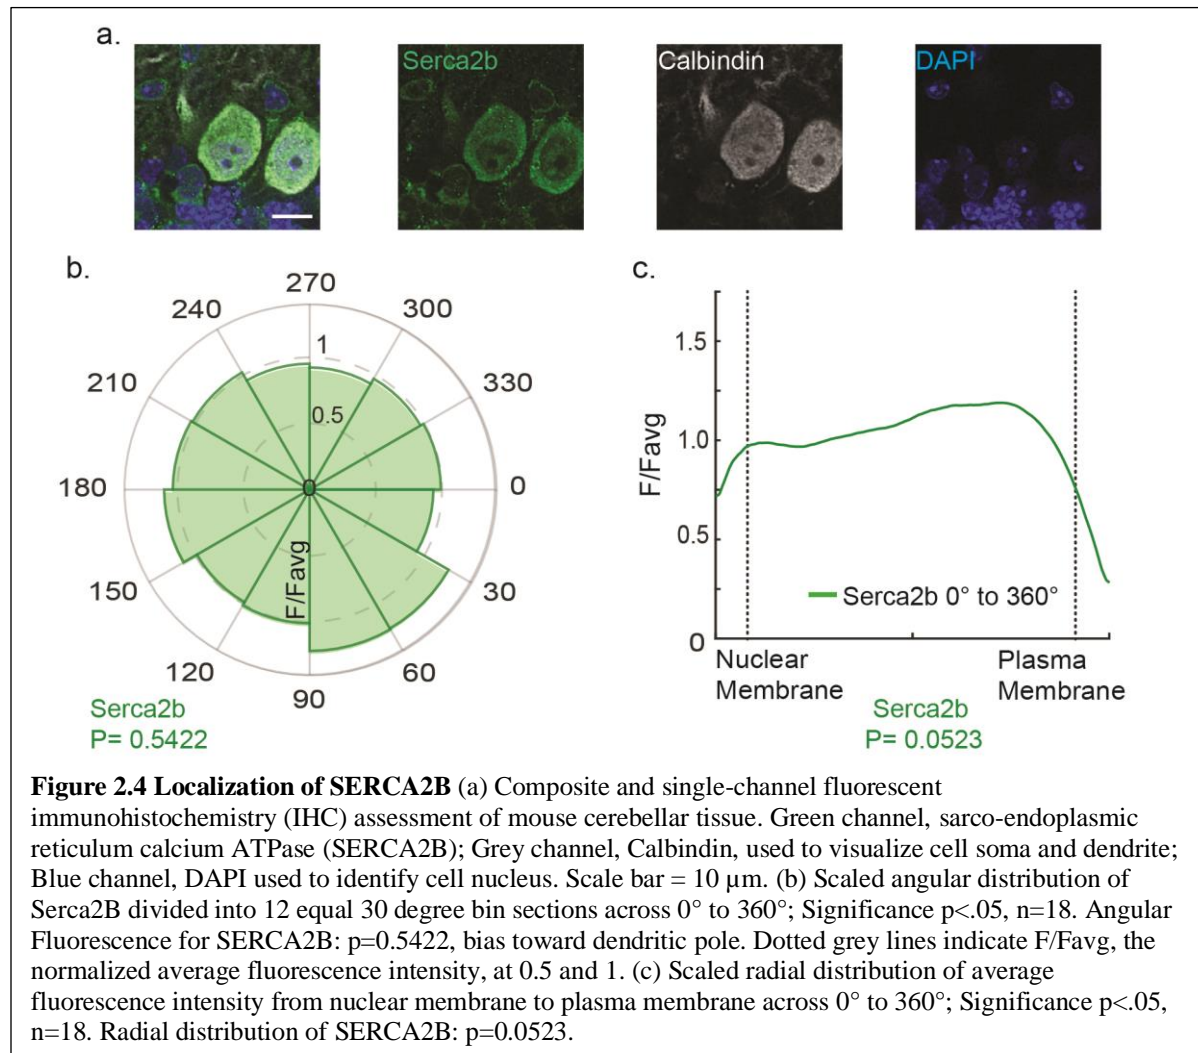 a.
Serca2b
Calbindin
DAPI
b.
270
240
300
1
210
330
0.5
180
0
0
F/Favg
150
30
120
60
90
Serca2b
P= 0.5422
c.
1.5
1.0
0.5
0
F/Favg
Serca2b 0° to 360°
Nuclear
Membrane
Plasma
Membrane
Serca2b
P= 0.0523
Figure 2.4 Localization of SERCA2B (a) Composite and single-channel fluorescent
immunohistochemistry (IHC) assessment of mouse cerebellar tissue. Green channel, sarco-endoplasmic
reticulum calcium ATPase (SERCA2B); Grey channel, Calbindin, used to visualize cell soma and dendrite;
Blue channel, DAPI used to identify cell nucleus. Scale bar = 10 µm. (b) Scaled angular distribution of
Serca2B divided into 12 equal 30 degree bin sections across 0° to 360°; Significance p<.05, n=18. Angular
Fluorescence for SERCA2B: p=0.5422, bias toward dendritic pole. Dotted grey lines indicate F/Favg, the
normalized average fluorescence intensity, at 0.5 and 1. (c) Scaled radial distribution of average
fluorescence intensity from nuclear membrane to plasma membrane across 0° to 360°; Significance p<.05,
n=18. Radial distribution of SERCA2B: p=0.0523.